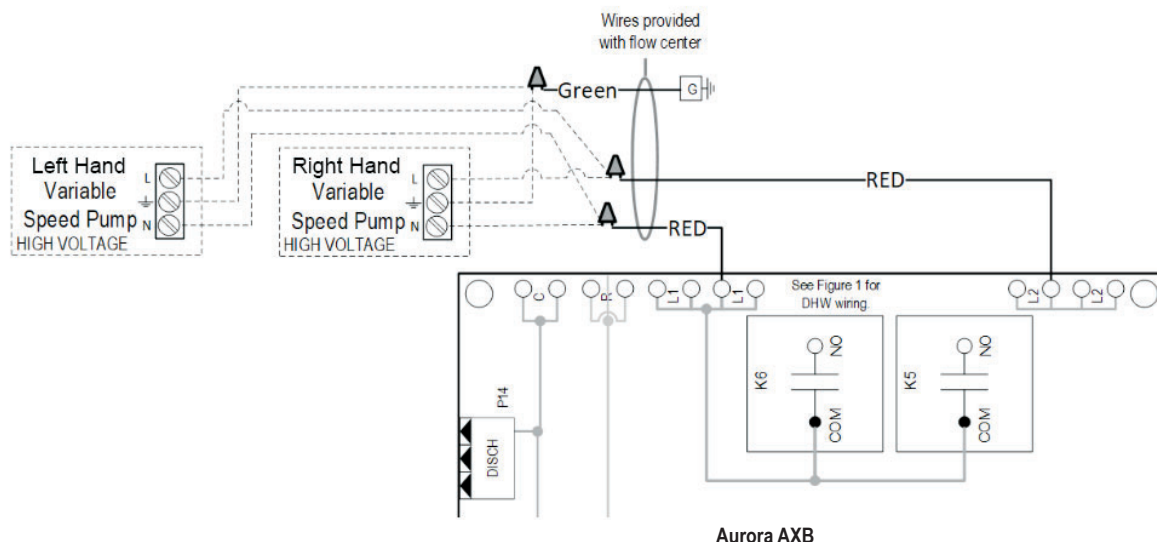 Wires provided
with flow center
Green
G
Left Hand
Variable
Speed Pump
HIGH VOLTAGE
L
N
Right Hand
Variable
Speed Pump
HIGH VOLTAGE
L
N
RED
RED
C
R
L1
L1
See Figure 1 for
DHW wiring.
L2
L2
K6
NO
COM
K5
NO
COM
P14
DISCH
Aurora AXB